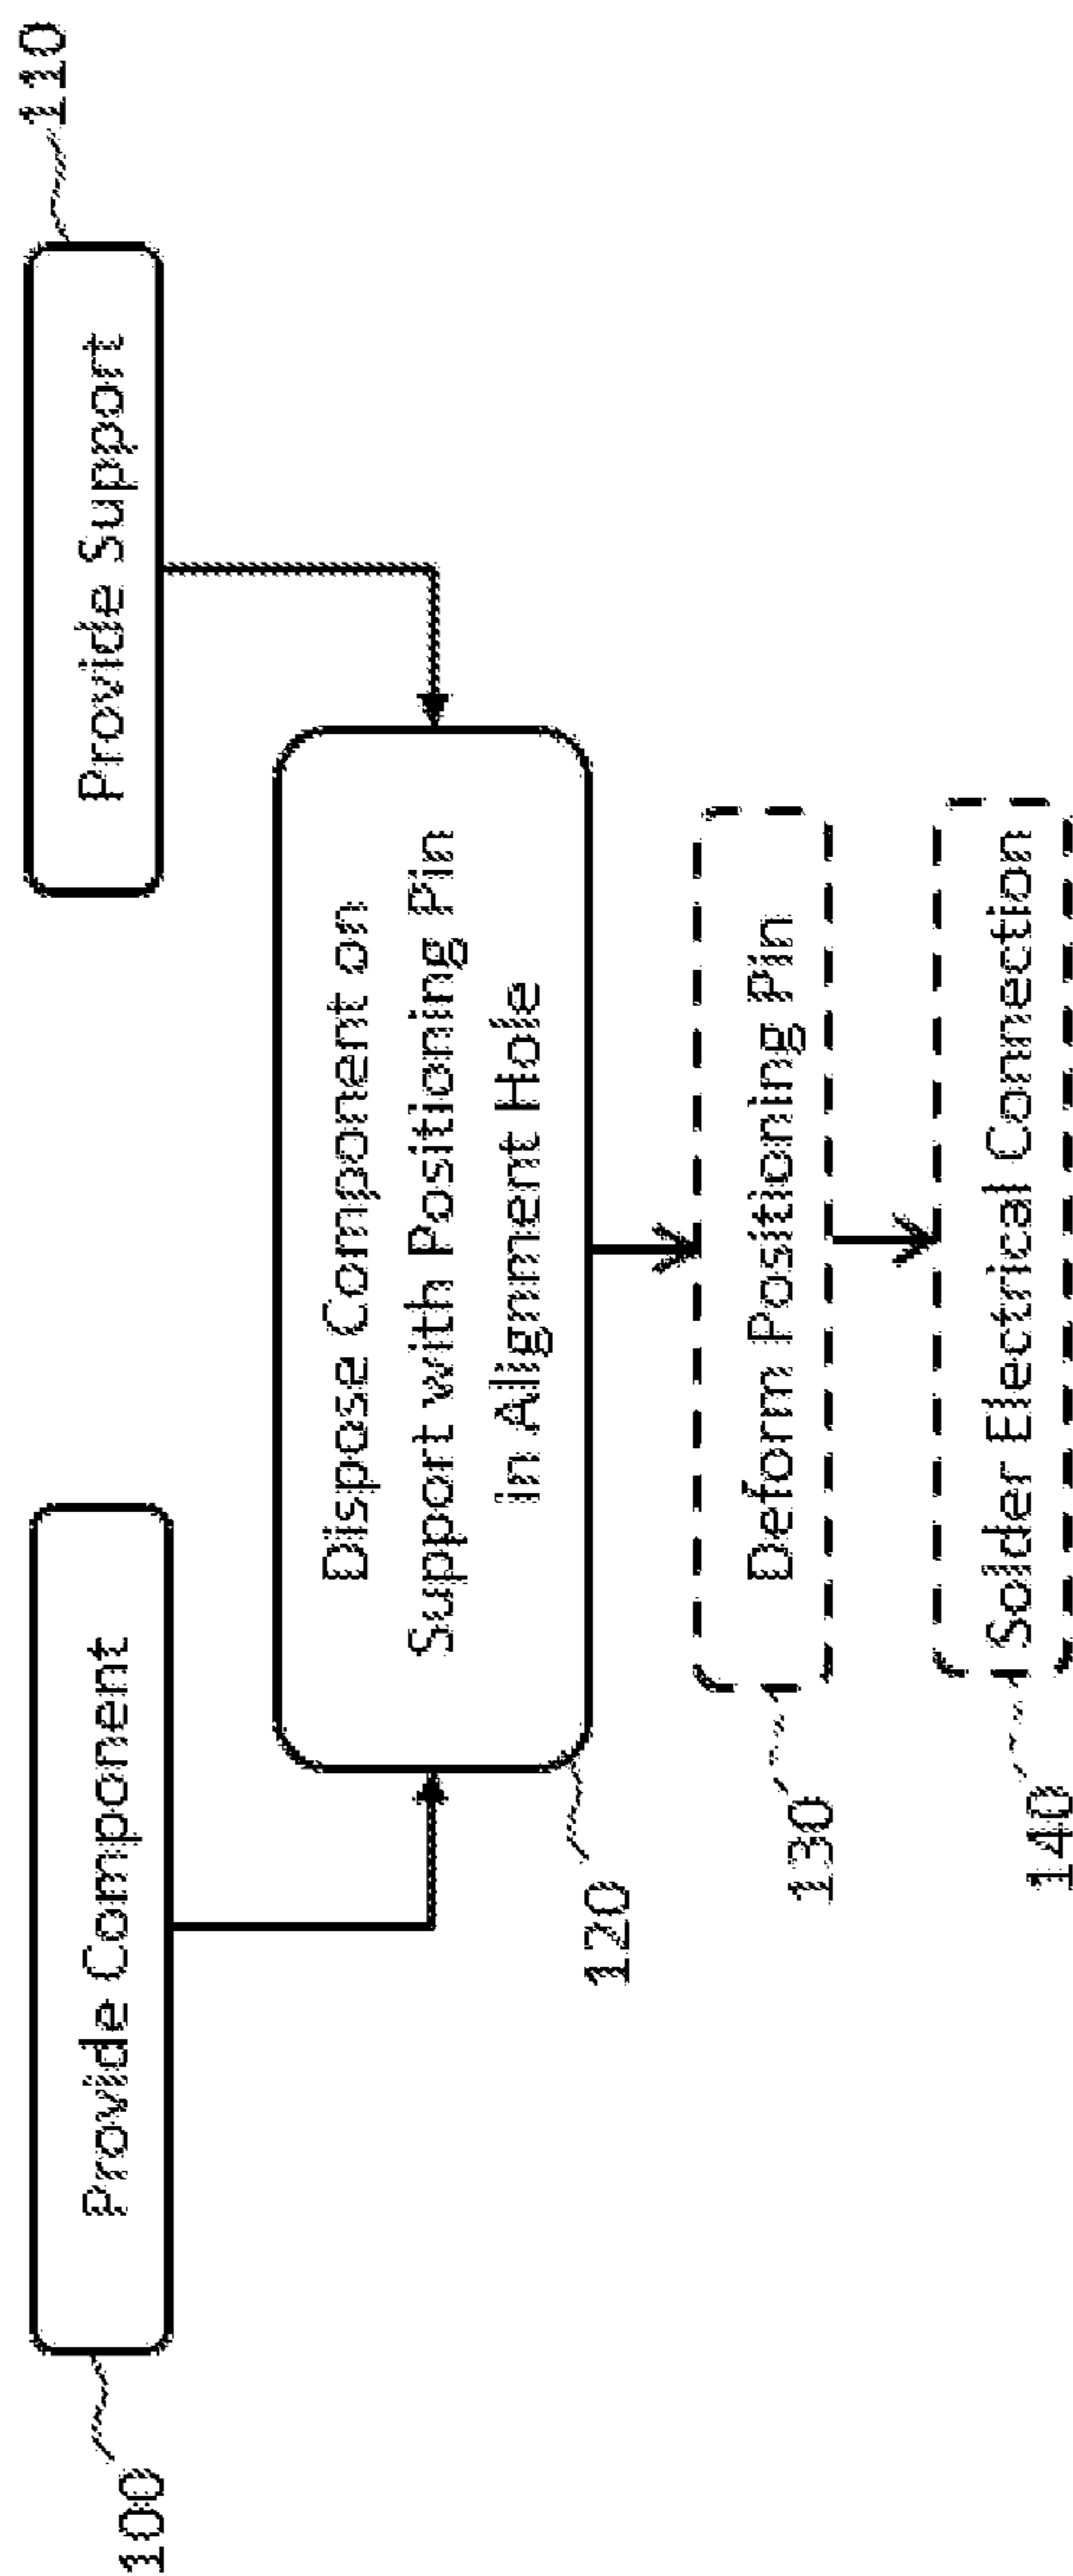 100
Provide Component
Provide Support
110
Dispose Component on
Support with Positioning Pin
in Alignment Hole
120
Deform Positioning Pin
130
Solder Electrical Connection
140